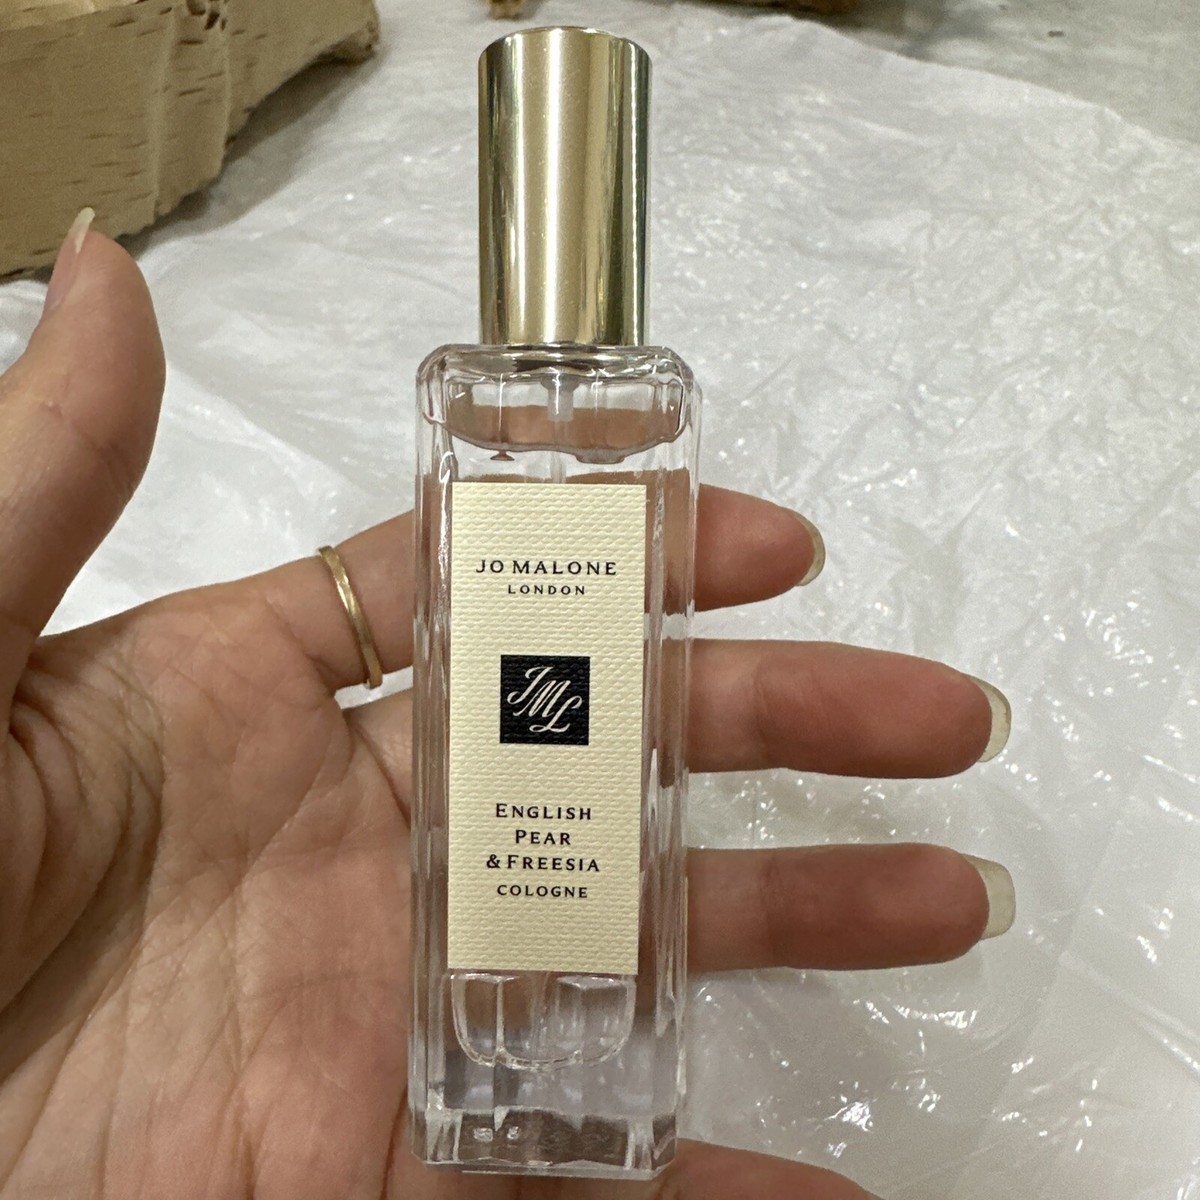 JO MALONE
LONDON
JML
ENGLISH
PEAR
& FREESIA
COLOGNE